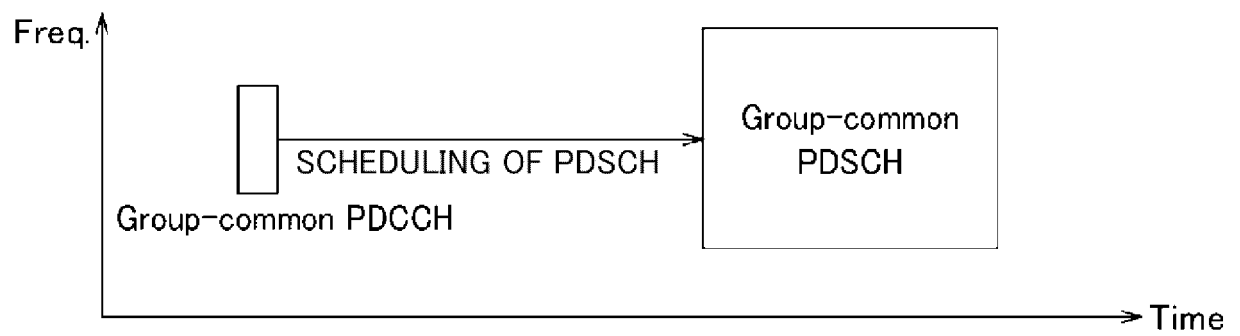 Freq.
Group-common
PDSCH
SCHEDULING OF PDSCH
Group-common PDCCH
Time